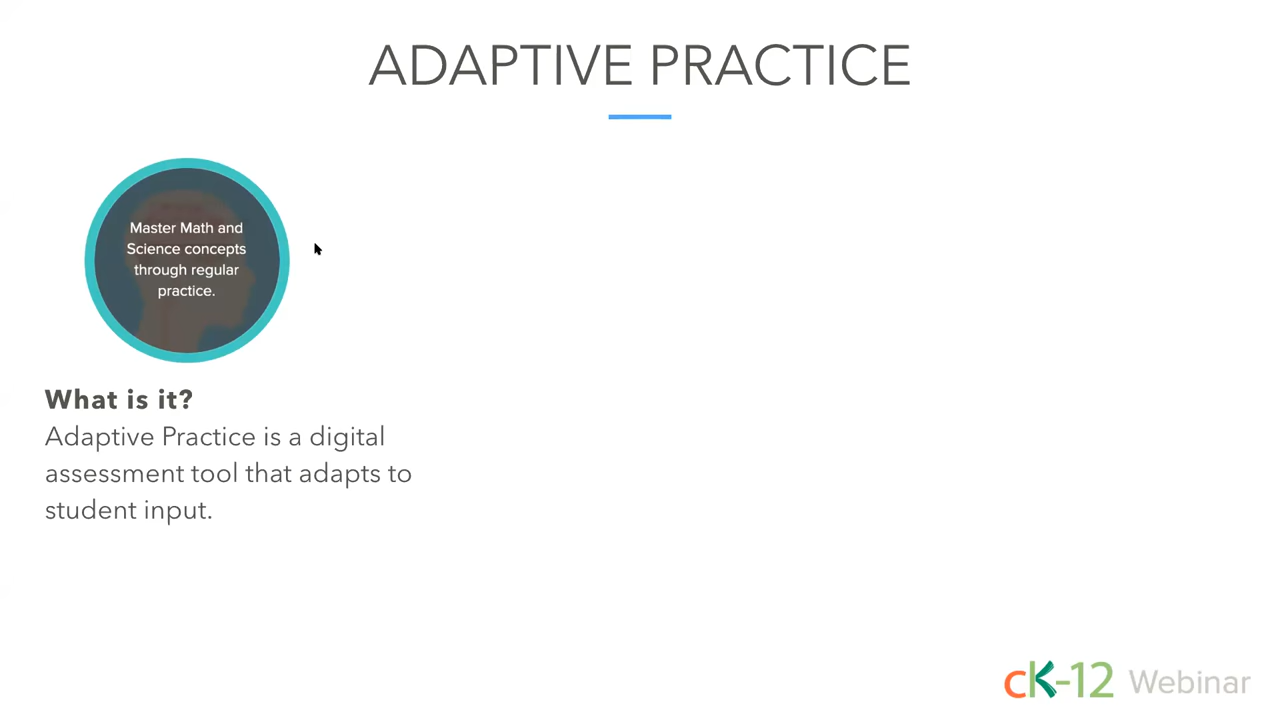 ADAPTIVE PRACTICE
Master Math and
Science concepts
through regular
practice.
What is it?
Adaptive Practice is a digital
assessment tool that adapts to
student input.
cK-12 Webinar